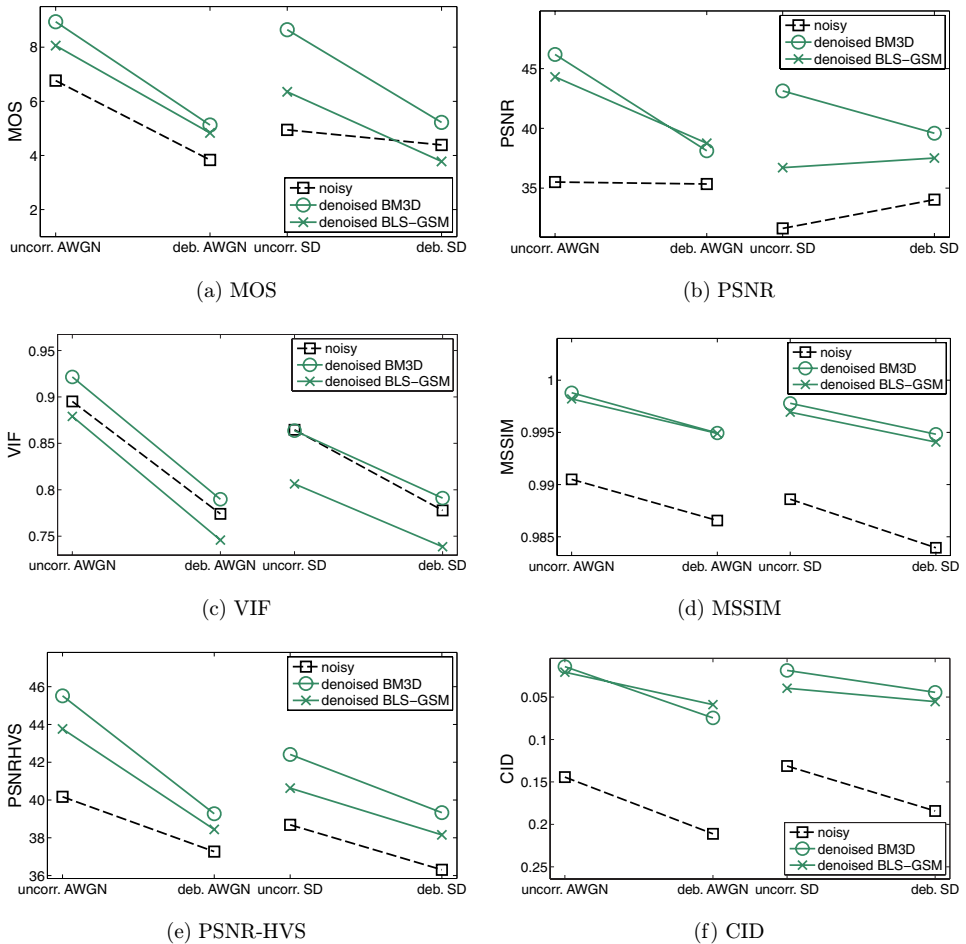 MOS
8
6
4
2
noisy
denoised BM3D
denoised BLS-GSM
uncorr. AWGN deb. AWGN uncorr. SD deb. SD
(a) MOS
PSNR
45
40
35
noisy
denoised BM3D
denoised BLS-GSM
uncorr. AWGN deb. AWGN uncorr. SD deb. SD
(b) PSNR
VIF
0.95
0.9
0.85
0.8
0.75
noisy
denoised BM3D
denoised BLS-GSM
uncorr. AWGN deb. AWGN uncorr. SD deb. SD
(c) VIF
MSSIM
1
0.995
0.99
0.985
noisy
denoised BM3D
denoised BLS-GSM
uncorr. AWGN deb. AWGN uncorr. SD deb. SD
(d) MSSIM
PSNRHVS
46
44
42
40
38
36
noisy
denoised BM3D
denoised BLS-GSM
uncorr. AWGN deb. AWGN uncorr. SD deb. SD
(e) PSNR-HVS
CID
0.05
0.1
0.15
0.2
0.25
noisy
denoised BM3D
denoised BLS-GSM
uncorr. AWGN deb. AWGN uncorr. SD deb. SD
(f) CID